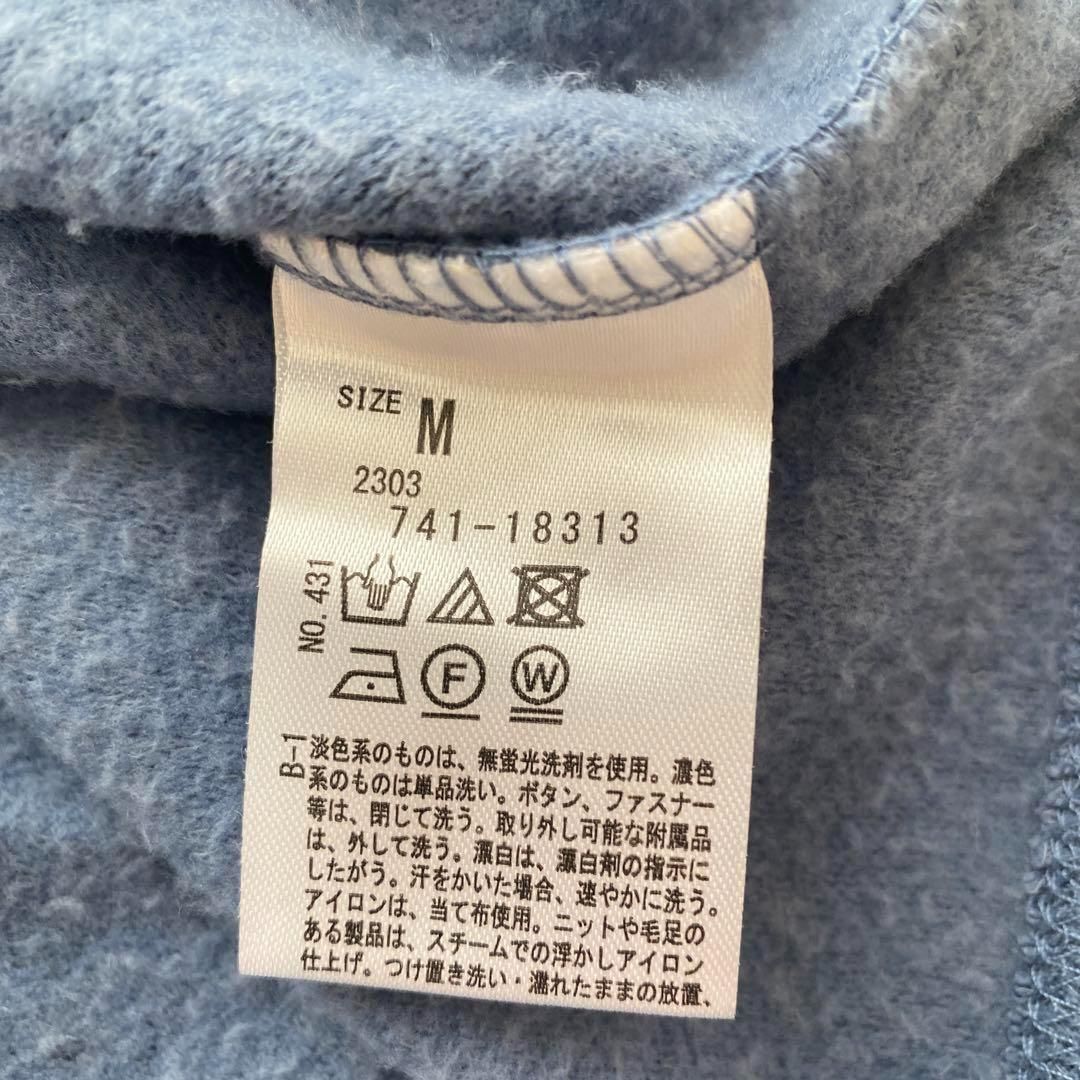 SIZE M
2303
741-18313
NO. 431
F W
B-1
淡色系のものは、無蛍光洗剤を使用。濃色
系のものは単品洗い。ボタン、ファスナー
等は、閉じて洗う。取り外し可能な附属品
は、外して洗う。漂白は、漂白剤の指示に
したがう。汗をかいた場合、速やかに洗う。
アイロンは、当て布使用。ニットや毛足の
ある製品は、スチームでの浮かしアイロン
仕上げ。つけ置き洗い・濡れたままの放置、